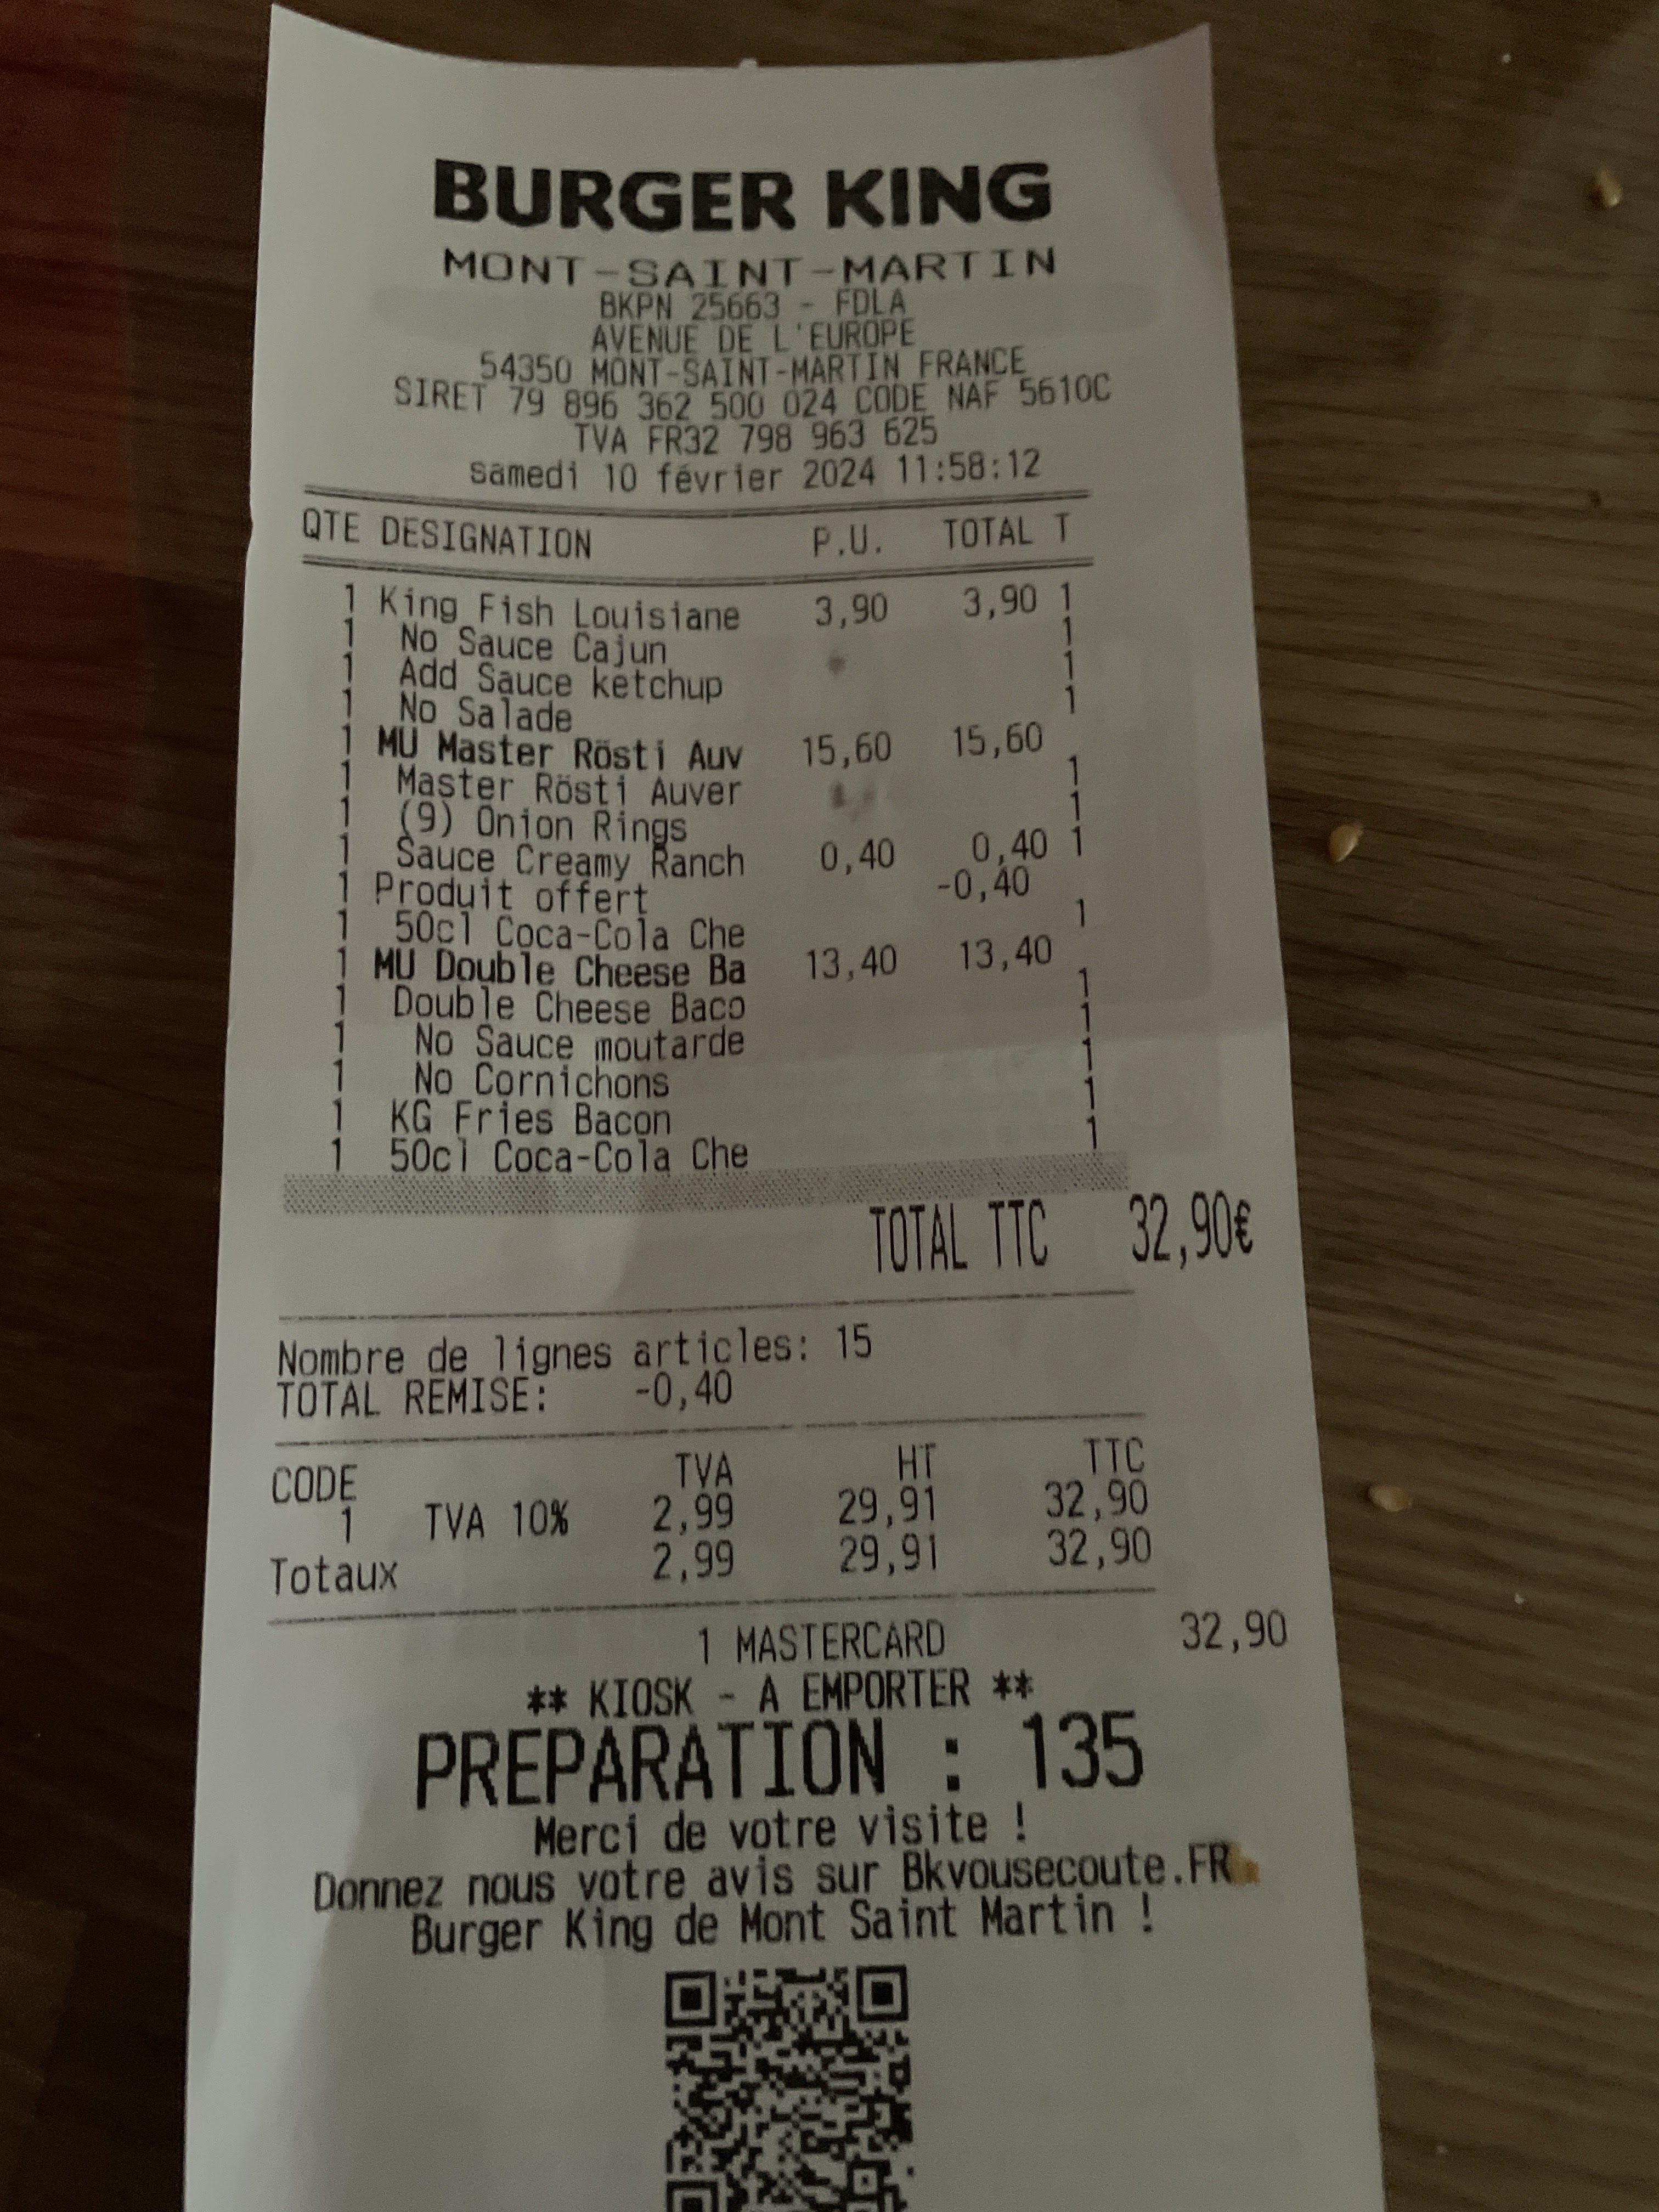 BURGER KING
MONT-SAINT-MARTIN
BKPN 25663 - FDLA
AVENUE DE L'EUROPE
54350 MONT-SAINT-MARTIN FRANCE
SIRET 79 896 362 500 024 CODE NAF 5610C
TVA FR32 798 963 625
samedi 10 février 2024 11:58:12
QTE DESIGNATION P.U. TOTAL T
1 King Fish Louisiane 3,90 3,90 1
1 No Sauce Cajun 1
1 Add Sauce ketchup 1
1 No Salade 1
1 MU Master Rösti Auv 15,60 15,60
1 Master Rösti Auver 1
1 (9) Onion Rings 1
1 Sauce Creamy Ranch 0,40 0,40 1
1 Produit offert -0,40
1 50cl Coca-Cola Che 1
1 MU Double Cheese Ba 13,40 13,40
1 Double Cheese Baco 1
1 No Sauce moutarde 1
1 No Cornichons 1
1 KG Fries Bacon 1
1 50cl Coca-Cola Che 1
TOTAL TTC 32,90€
Nombre de lignes articles: 15
TOTAL REMISE: -0,40
CODE TVA HT TTC
1 TVA 10% 2,99 29,91 32,90
Totaux 2,99 29,91 32,90
1 MASTERCARD 32,90
** KIOSK - A EMPORTER **
PREPARATION : 135
Merci de votre visite !
Donnez nous votre avis sur Bkvousecoute.FR
Burger King de Mont Saint Martin !